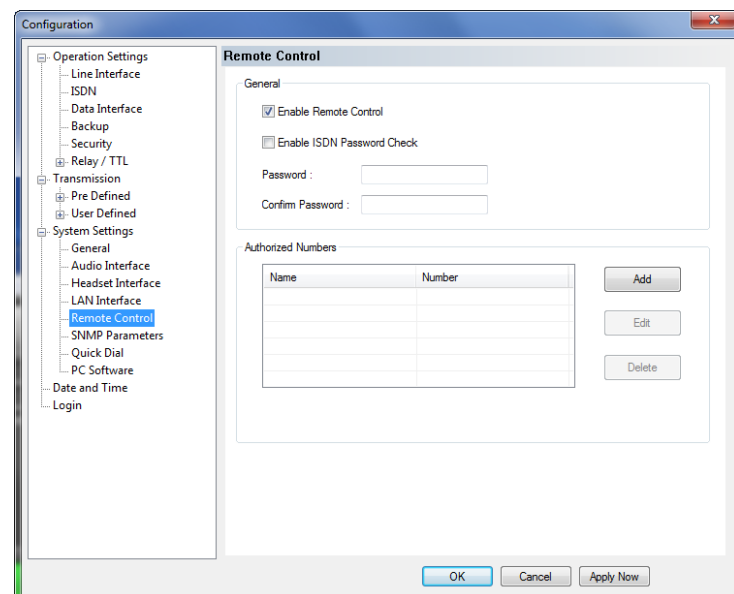 Configuration
Operation Settings
Line Interface
ISDN
Data Interface
Backup
Security
Relay / TTL
Transmission
Pre Defined
User Defined
System Settings
General
Audio Interface
Headset Interface
LAN Interface
Remote Control
SNMP Parameters
Quick Dial
PC Software
Date and Time
Login
Remote Control
General
Enable Remote Control
Enable ISDN Password Check
Password :
Confirm Password :
Authorized Numbers
Name Number
Add
Edit
Delete
OK Cancel Apply Now